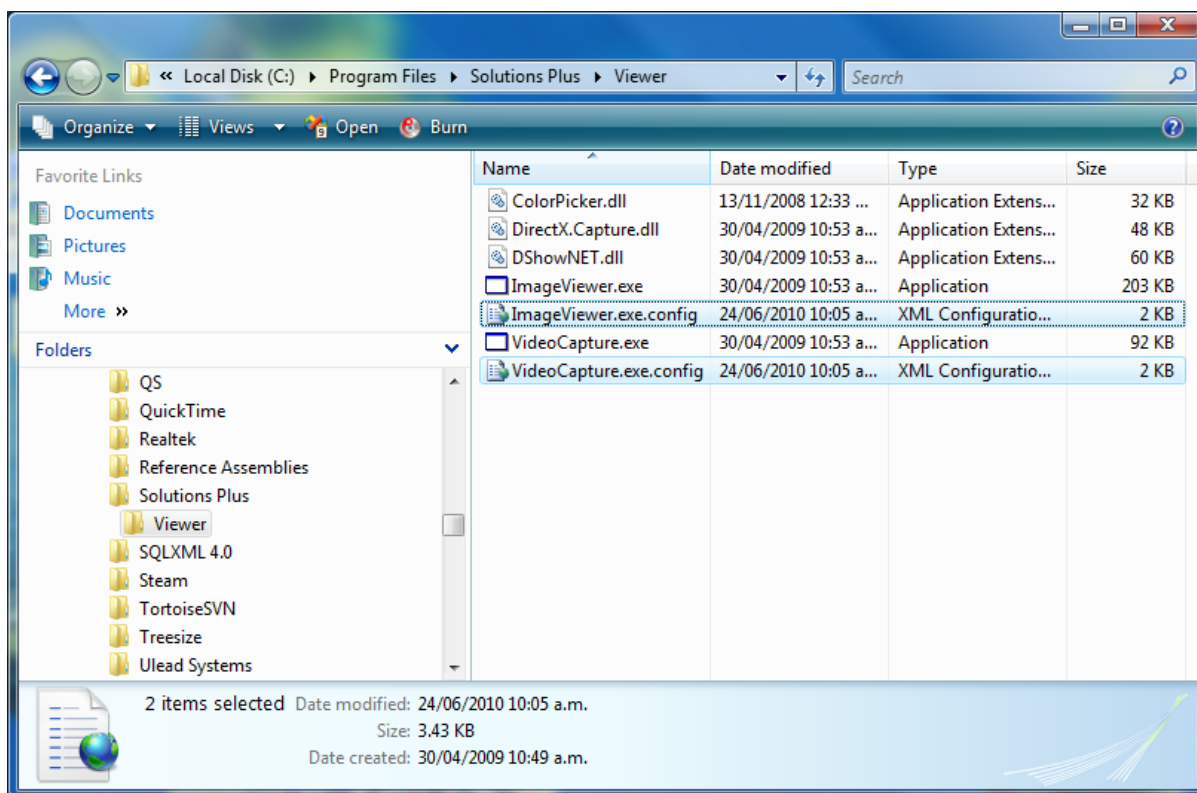 « Local Disk (C:) ▸ Program Files ▸ Solutions Plus ▸ Viewer Search
Organize Views Open Burn
Favorite Links
Documents
Pictures
Music
More »
Folders
QS
QuickTime
Realtek
Reference Assemblies
Solutions Plus
Viewer
SQLXML 4.0
Steam
TortoiseSVN
Treesize
Ulead Systems
Name Date modified Type Size
ColorPicker.dll 13/11/2008 12:33 ... Application Extens... 32 KB
DirectX.Capture.dll 30/04/2009 10:53 a... Application Extens... 48 KB
DShowNET.dll 30/04/2009 10:53 a... Application Extens... 60 KB
ImageViewer.exe 30/04/2009 10:53 a... Application 203 KB
ImageViewer.exe.config 24/06/2010 10:05 a... XML Configuratio... 2 KB
VideoCapture.exe 30/04/2009 10:53 a... Application 92 KB
VideoCapture.exe.config 24/06/2010 10:05 a... XML Configuratio... 2 KB
2 items selected Date modified: 24/06/2010 10:05 a.m.
Size: 3.43 KB
Date created: 30/04/2009 10:49 a.m.